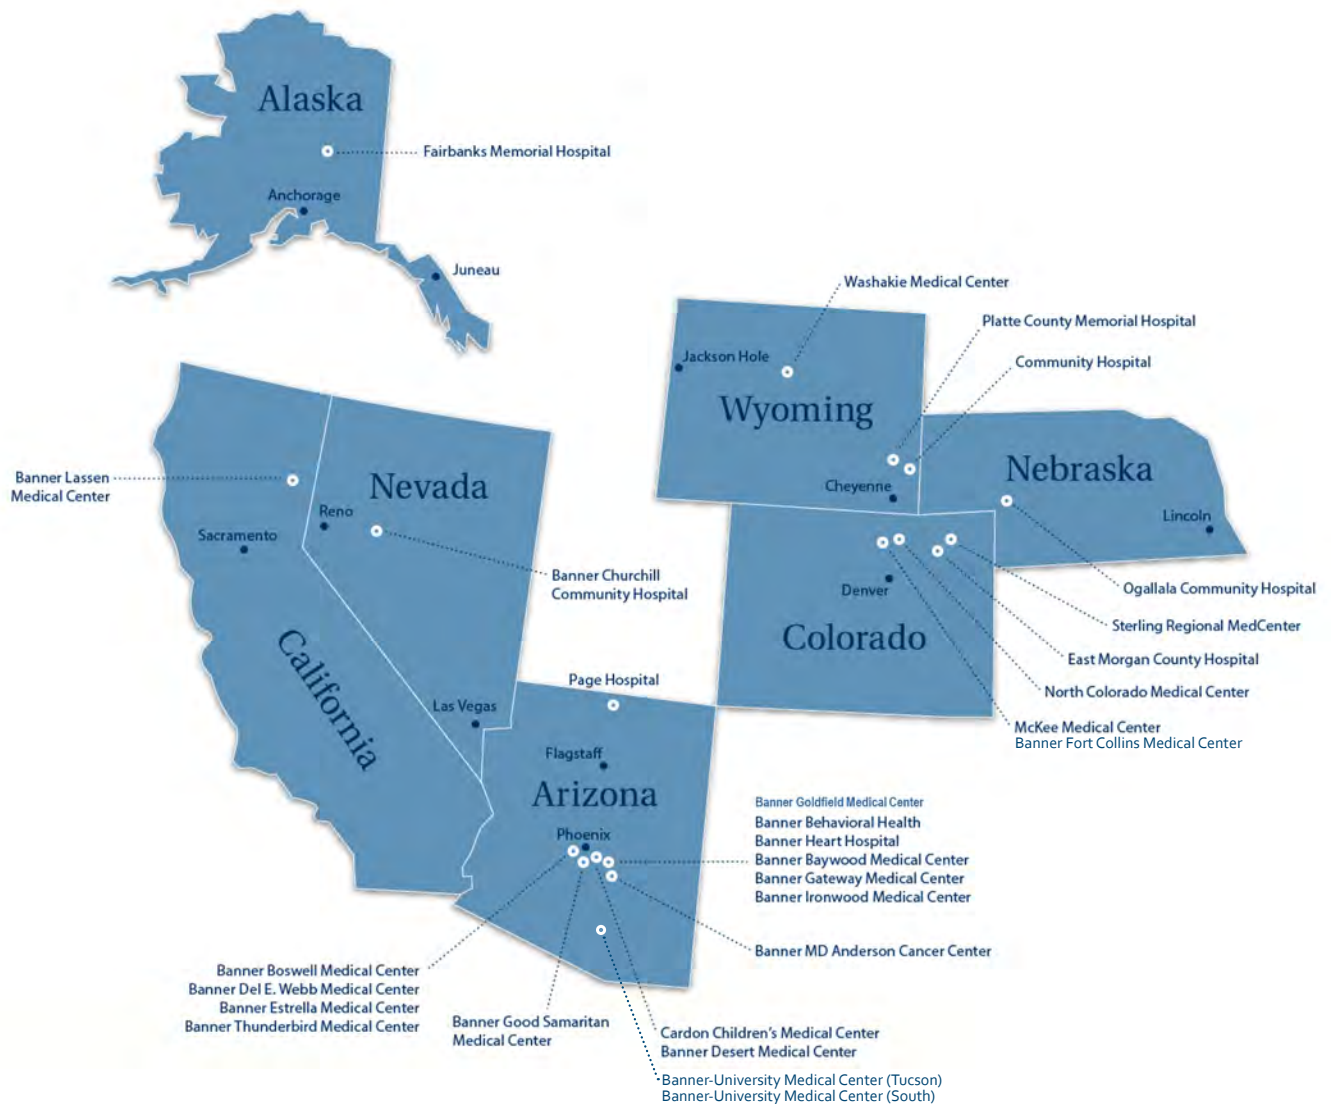 Alaska
Fairbanks Memorial Hospital
Anchorage
Juneau
Washakie Medical Center
Platte County Memorial Hospital
Jackson Hole
Community Hospital
Wyoming
Nebraska
Banner Lassen
Medical Center
Nevada
Cheyenne
Reno
Lincoln
Sacramento
Banner Churchill
Community Hospital
Denver
Ogallala Community Hospital
Sterling Regional MedCenter
Colorado
California
East Morgan County Hospital
Page Hospital
North Colorado Medical Center
Las Vegas
McKee Medical Center
Banner Fort Collins Medical Center
Flagstaff
Arizona
Banner Goldfield Medical Center
Banner Behavioral Health
Phoenix
Banner Heart Hospital
Banner Baywood Medical Center
Banner Gateway Medical Center
Banner Ironwood Medical Center
Banner MD Anderson Cancer Center
Banner Boswell Medical Center
Banner Del E. Webb Medical Center
Banner Estrella Medical Center
Banner Thunderbird Medical Center
Banner Good Samaritan
Medical Center
Cardon Children's Medical Center
Banner Desert Medical Center
Banner-University Medical Center (Tucson)
Banner-University Medical Center (South)